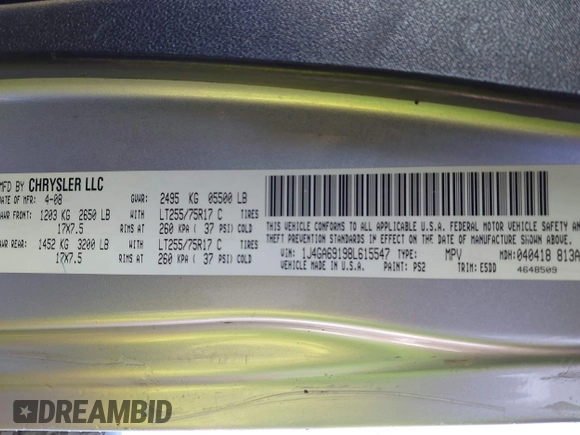 MFD BY CHRYSLER LLC
DATE OF MFR: 4-08 GVWR: 2495 KG 05500 LB
FRONT: 1203 KG 2650 LB WITH LT255/75R17 C TIRES
17X7.5 RIMS AT 260 KPA ( 37 PSI) COLD
REAR: 1452 KG 3200 LB WITH LT255/75R17 C TIRES
17X7.5 RIMS AT 260 KPA ( 37 PSI) COLD
THIS VEHICLE CONFORMS TO ALL APPLICABLE U.S.A. FEDERAL MOTOR VEHICLE SAFETY AND
THEFT PREVENTION STANDARDS IN EFFECT ON THE DATE OF MANUFACTURE SHOWN ABOVE
VIN: 1J4GA69198L615547 TYPE: MPV MDH: 040418 813A
VEHICLE MADE IN U.S.A. PAINT: PS2 TRIM: ESDD 4648509
DREAMBID